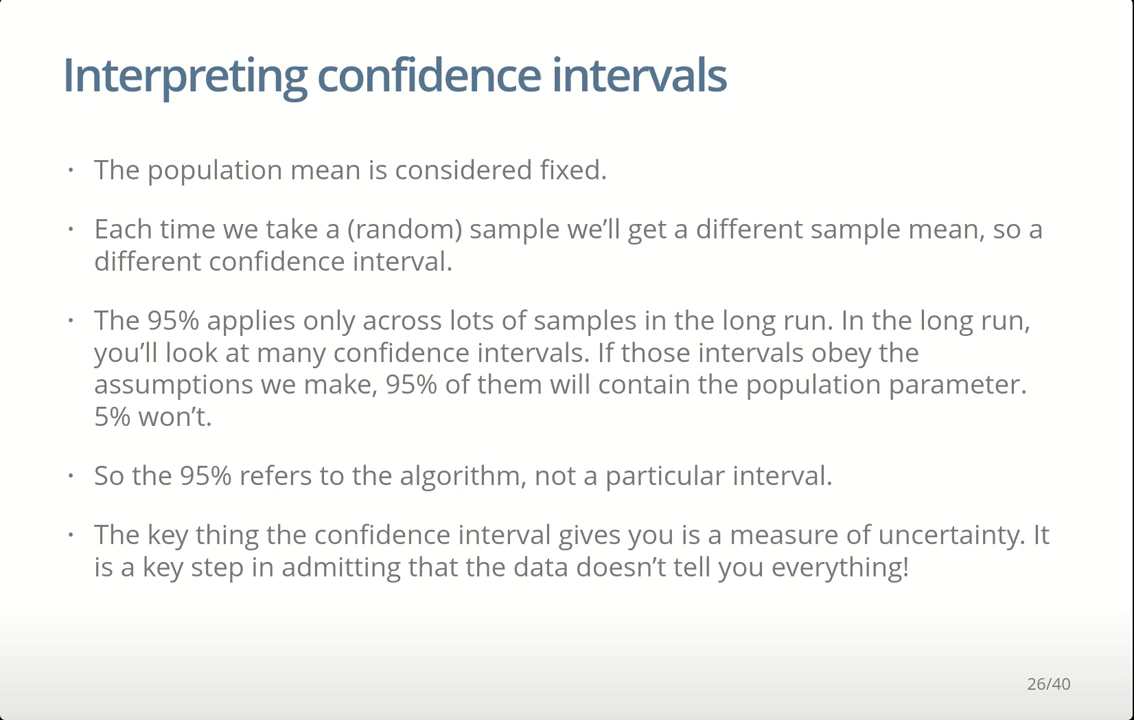 Interpreting confidence intervals
· The population mean is considered fixed.
· Each time we take a (random) sample we’ll get a different sample mean, so a
different confidence interval.
· The 95% applies only across lots of samples in the long run. In the long run,
you’ll look at many confidence intervals. If those intervals obey the
assumptions we make, 95% of them will contain the population parameter.
5% won’t.
· So the 95% refers to the algorithm, not a particular interval.
· The key thing the confidence interval gives you is a measure of uncertainty. It
is a key step in admitting that the data doesn’t tell you everything!
26/40